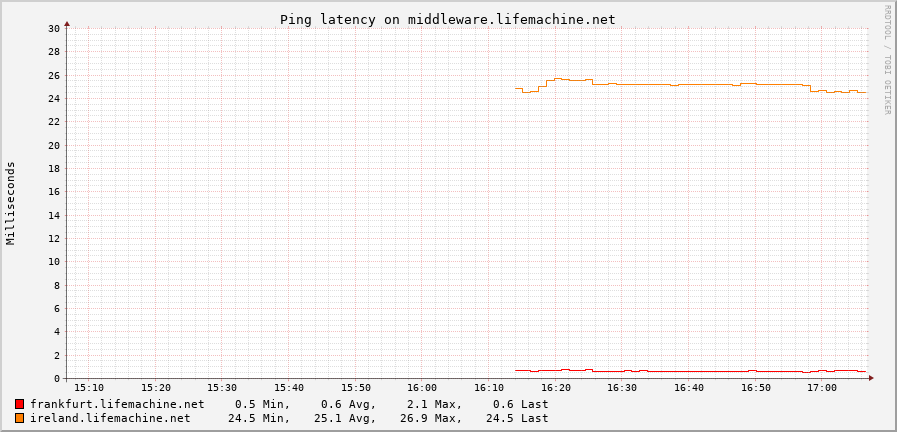 Ping latency on middleware.lifemachine.net
RRDTOOL / TOBI OETIKER
Milliseconds
30
28
26
24
22
20
18
16
14
12
10
8
6
4
2
0
15:10 15:20 15:30 15:40 15:50 16:00 16:10 16:20 16:30 16:40 16:50 17:00
frankfurt.lifemachine.net 0.5 Min, 0.6 Avg, 2.1 Max, 0.6 Last
ireland.lifemachine.net 24.5 Min, 25.1 Avg, 26.9 Max, 24.5 Last